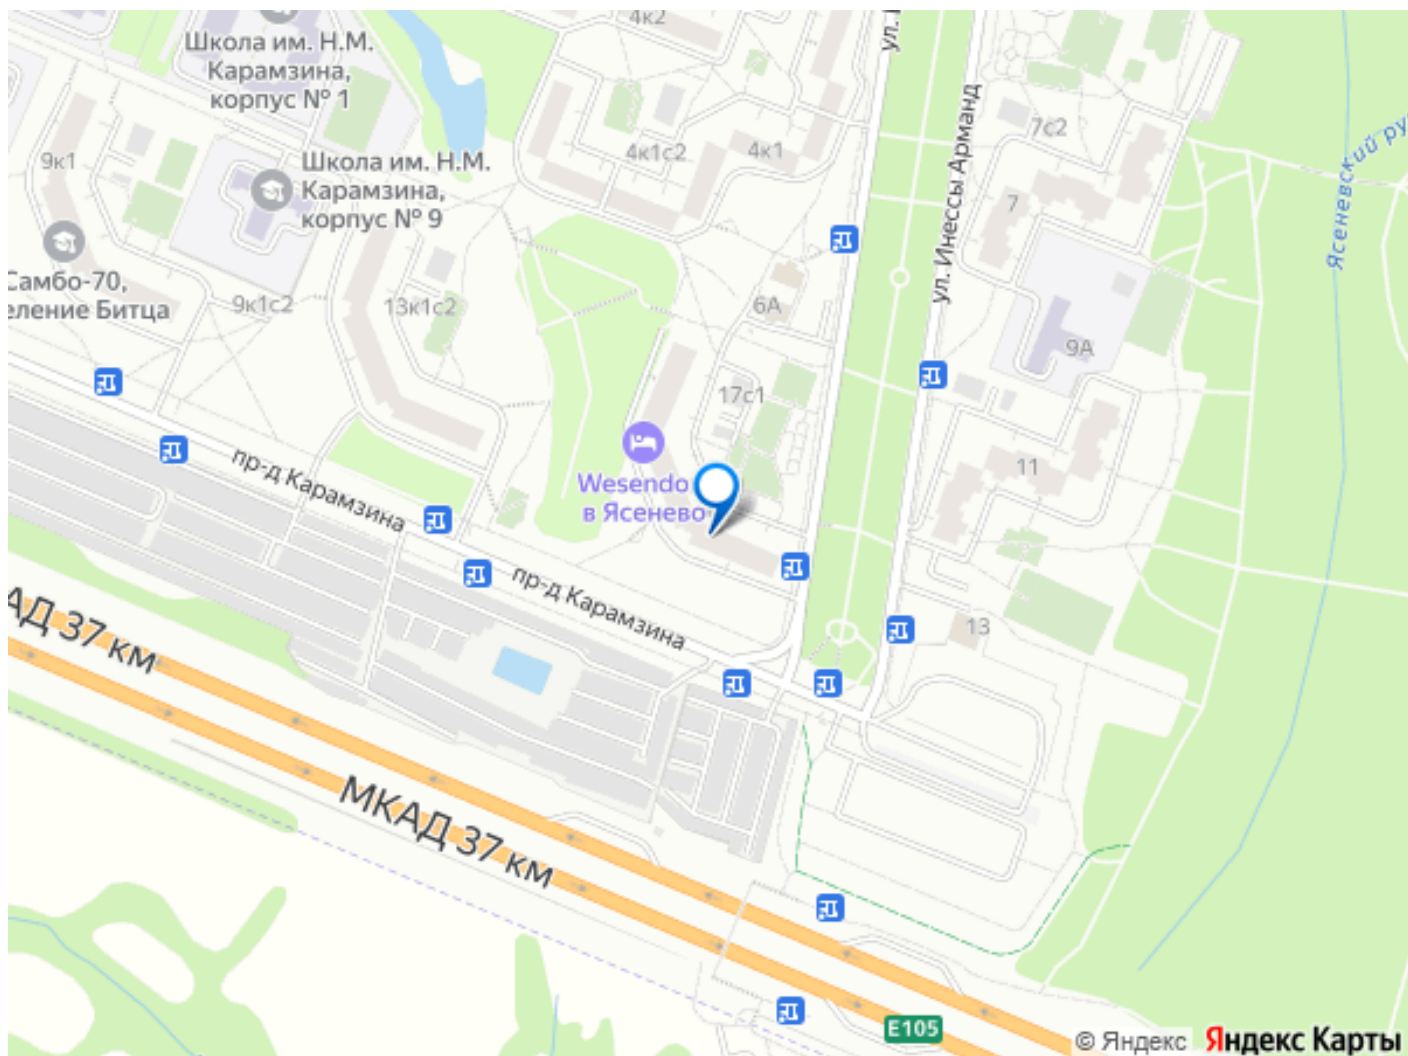 4к2
ул.
Школа им. Н.М.
Карамзина,
корпус № 1
ул. Инессы Арманд
7с2
Ясеневский ру
9к1
Школа им. Н.М.
Карамзина,
корпус № 9
4к1с2
4к1
7
Самбо-70,
еление Битца
9к1с2
13к1с2
6А
9А
17с1
пр-д Карамзина
Wesendo
в Ясенево
11
пр-д Карамзина
13
АД 37 км
МКАД 37 км
E105
© Яндекс Яндекс Карты